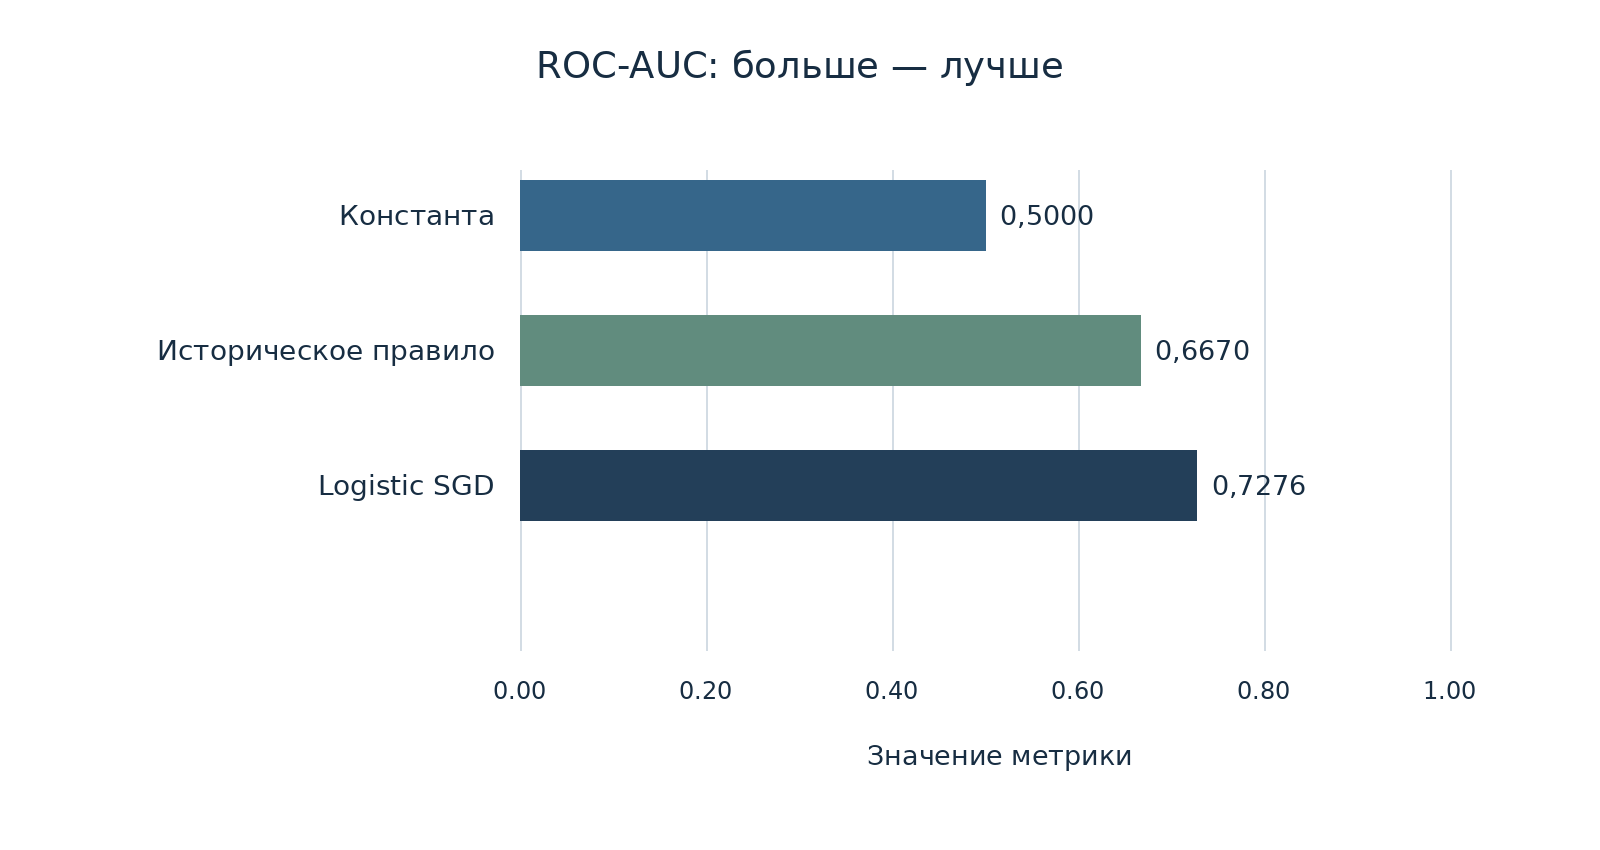 ROC-AUC: больше — лучше
Константа 0,5000
Историческое правило 0,6670
Logistic SGD 0,7276
0.00 0.20 0.40 0.60 0.80 1.00
Значение метрики